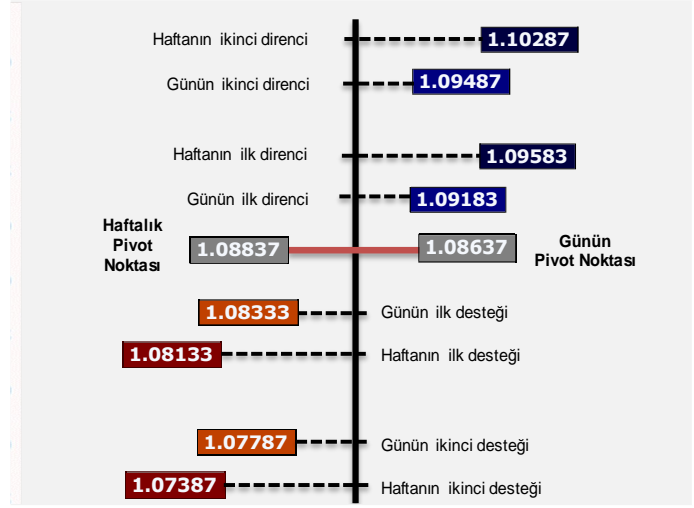 Haftanın ikinci direnci 1.10287
Günün ikinci direnci 1.09487
Haftanın ilk direnci 1.09583
Günün ilk direnci 1.09183
Haftalık
Pivot
Noktası
1.08837
1.08637
Günün
Pivot Noktası
1.08333 Günün ilk desteği
1.08133 Haftanın ilk desteği
1.07787 Günün ikinci desteği
1.07387 Haftanın ikinci desteği